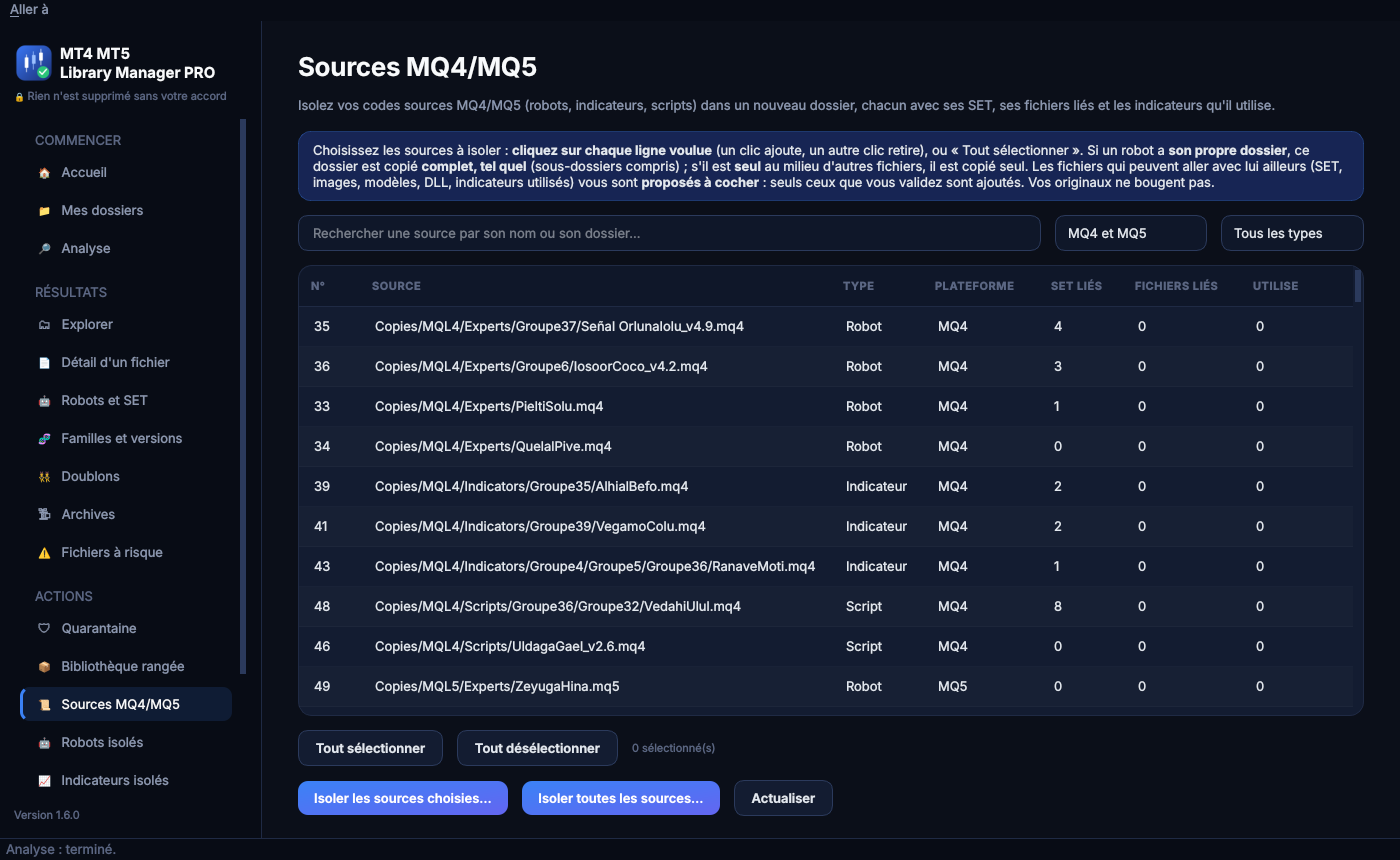 Aller à
MT4 MT5
Library Manager PRO
Rien n'est supprimé sans votre accord
COMMENCER
Accueil
Mes dossiers
Analyse
RÉSULTATS
Explorer
Détail d'un fichier
Robots et SET
Familles et versions
Doublons
Archives
Fichiers à risque
ACTIONS
Quarantaine
Bibliothèque rangée
Sources MQ4/MQ5
Robots isolés
Indicateurs isolés
Version 1.6.0
Sources MQ4/MQ5
Isolez vos codes sources MQ4/MQ5 (robots, indicateurs, scripts) dans un nouveau dossier, chacun avec ses SET, ses fichiers liés et les indicateurs qu'il utilise.
Choisissez les sources à isoler : cliquez sur chaque ligne voulue (un clic ajoute, un autre clic retire), ou « Tout sélectionner ». Si un robot a son propre dossier, ce
dossier est copié complet, tel quel (sous-dossiers compris) ; s'il est seul au milieu d'autres fichiers, il est copié seul. Les fichiers qui peuvent aller avec lui ailleurs (SET,
images, modèles, DLL, indicateurs utilisés) vous sont proposés à cocher : seuls ceux que vous validez sont ajoutés. Vos originaux ne bougent pas.
Rechercher une source par son nom ou son dossier... MQ4 et MQ5 Tous les types
N° SOURCE TYPE PLATEFORME SET LIÉS FICHIERS LIÉS UTILISE
35 Copies/MQL4/Experts/Groupe37/Señal Orlunalolu_v4.9.mq4 Robot MQ4 4 0 0
36 Copies/MQL4/Experts/Groupe6/IosoorCoco_v4.2.mq4 Robot MQ4 3 0 0
33 Copies/MQL4/Experts/PieltiSolu.mq4 Robot MQ4 1 0 0
34 Copies/MQL4/Experts/QuelalPive.mq4 Robot MQ4 0 0 0
39 Copies/MQL4/Indicators/Groupe35/AlhialBefo.mq4 Indicateur MQ4 2 0 0
41 Copies/MQL4/Indicators/Groupe39/VegamoColu.mq4 Indicateur MQ4 2 0 0
43 Copies/MQL4/Indicators/Groupe4/Groupe5/Groupe36/RanaveMoti.mq4 Indicateur MQ4 1 0 0
48 Copies/MQL4/Scripts/Groupe36/Groupe32/VedahiUlul.mq4 Script MQ4 8 0 0
46 Copies/MQL4/Scripts/UldagaGael_v2.6.mq4 Script MQ4 0 0 0
49 Copies/MQL5/Experts/ZeyugaHina.mq5 Robot MQ5 0 0 0
Tout sélectionner Tout désélectionner 0 sélectionné(s)
Isoler les sources choisies... Isoler toutes les sources... Actualiser
Analyse : terminé.